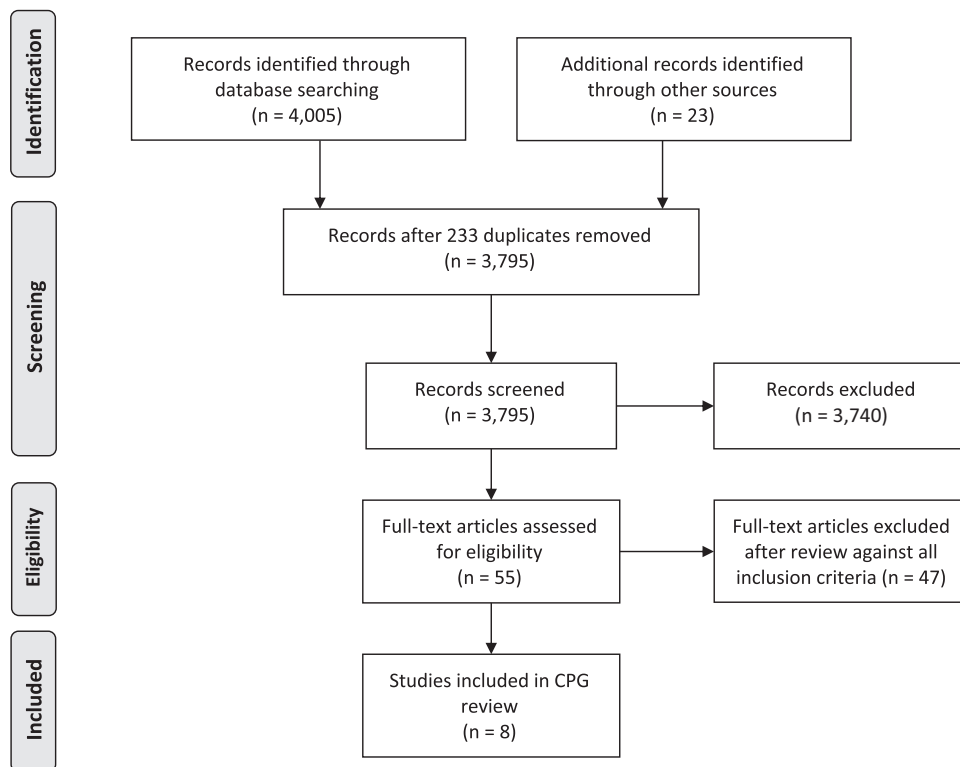 Identification
Records identified through
database searching
(n = 4,005)
Additional records identified
through other sources
(n = 23)
Screening
Records after 233 duplicates removed
(n = 3,795)
Records screened
(n = 3,795)
Records excluded
(n = 3,740)
Eligibility
Full-text articles assessed
for eligibility
(n = 55)
Full-text articles excluded
after review against all
inclusion criteria (n = 47)
Included
Studies included in CPG
review
(n = 8)